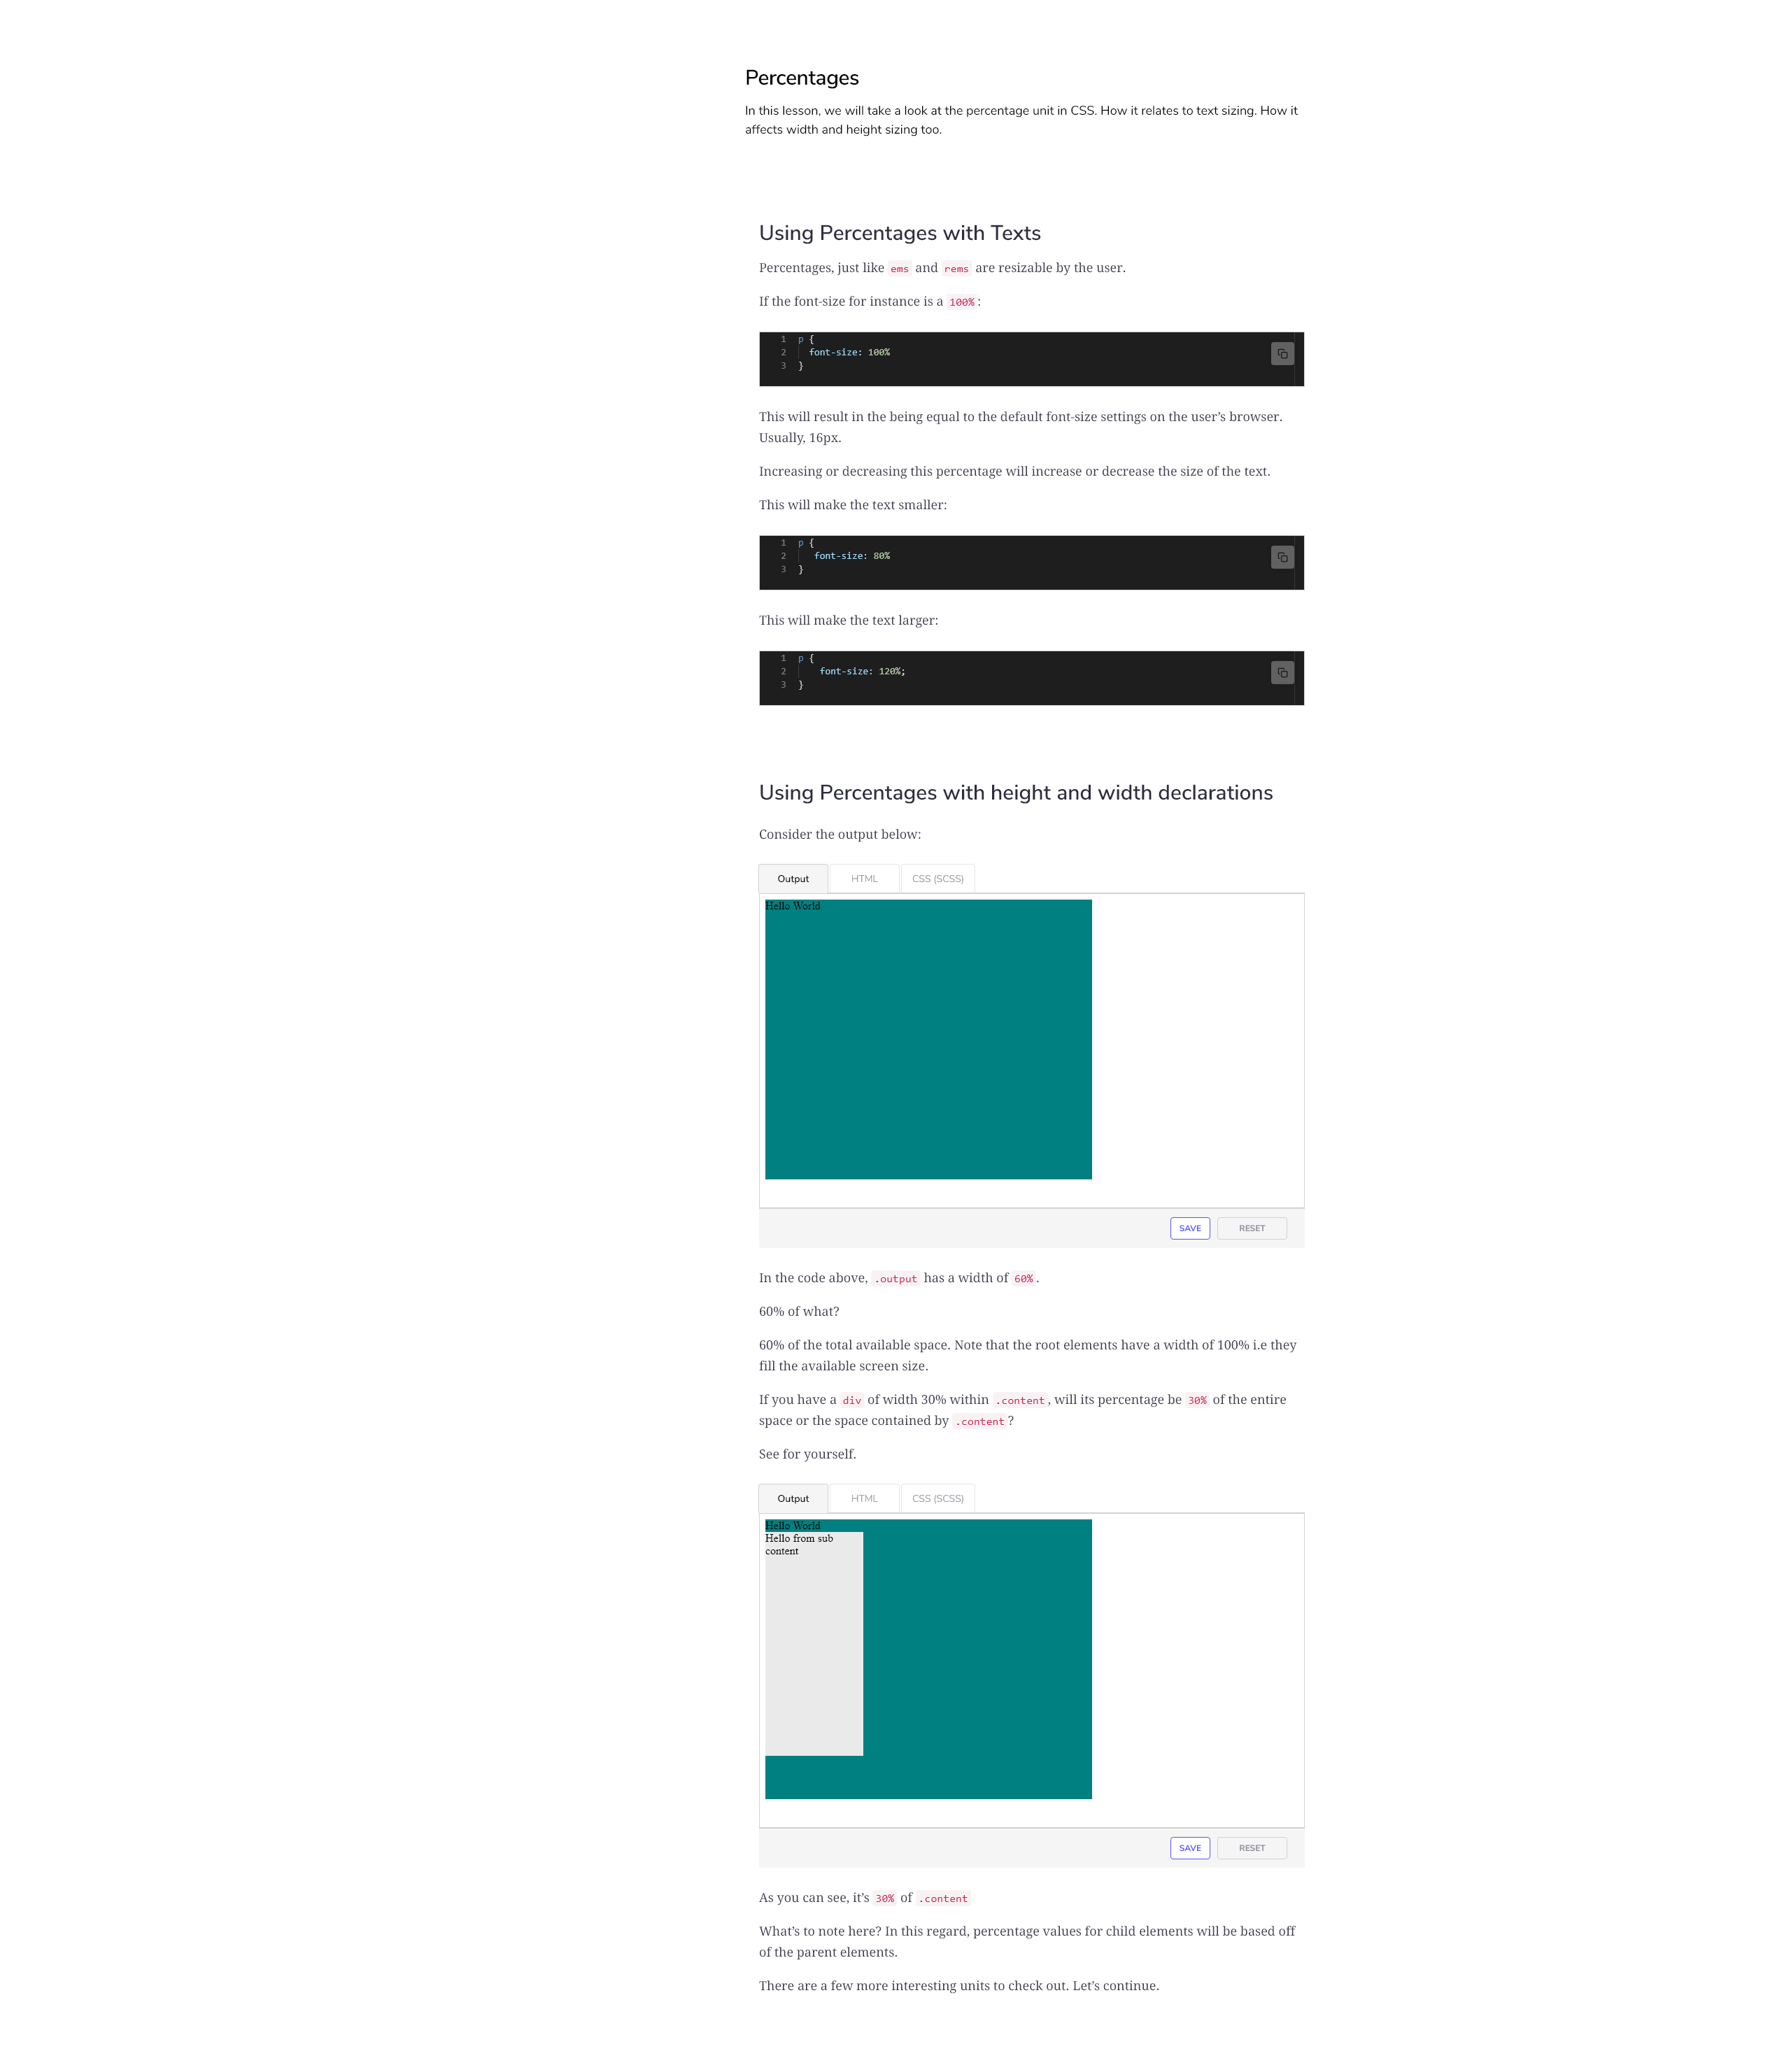 Percentages
In this lesson, we will take a look at the percentage unit in CSS. How it relates to text sizing. How it
affects width and height sizing too.
Using Percentages with Texts
Percentages, just like ems and rems are resizable by the user.
If the font-size for instance is a 100% :
1 p {
2 font-size: 100%
3 }
This will result in the being equal to the default font-size settings on the user’s browser.
Usually, 16px.
Increasing or decreasing this percentage will increase or decrease the size of the text.
This will make the text smaller:
1 p {
2 font-size: 80%
3 }
This will make the text larger:
1 p {
2 font-size: 120%;
3 }
Using Percentages with height and width declarations
Consider the output below:
Output HTML CSS (SCSS)
Hello World
SAVE RESET
In the code above, .output has a width of 60% .
60% of what?
60% of the total available space. Note that the root elements have a width of 100% i.e they
fill the available screen size.
If you have a div of width 30% within .content , will its percentage be 30% of the entire
space or the space contained by .content ?
See for yourself.
Output HTML CSS (SCSS)
Hello World
Hello from sub
content
SAVE RESET
As you can see, it’s 30% of .content
What’s to note here? In this regard, percentage values for child elements will be based off
of the parent elements.
There are a few more interesting units to check out. Let’s continue.